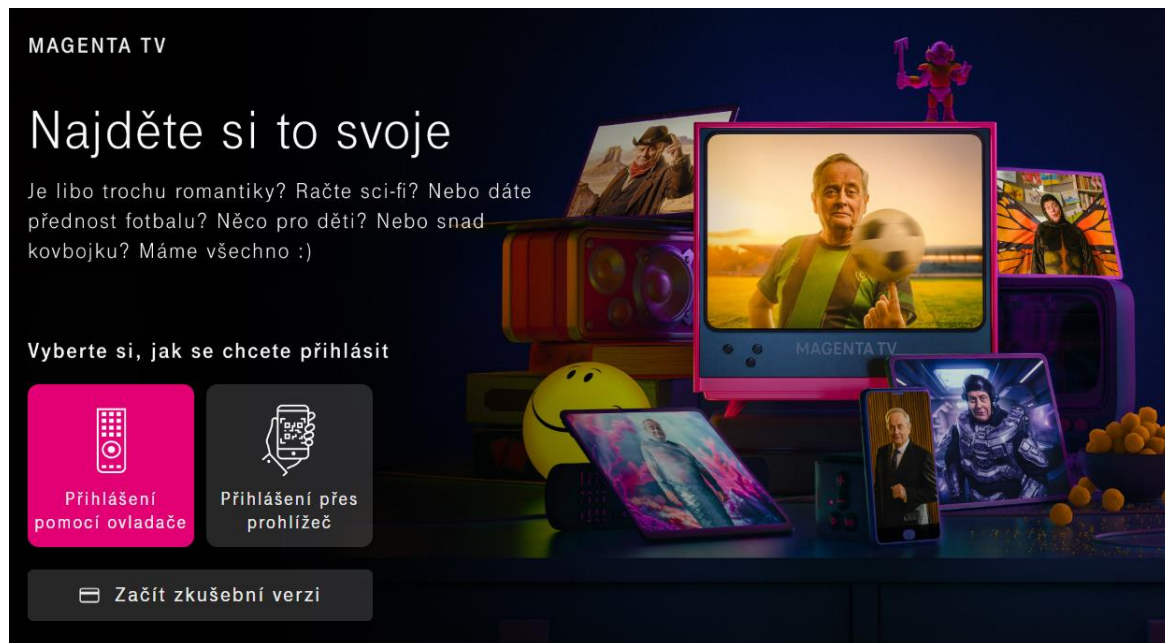 MAGENTA TV
Najděte si to svoje
Je libo trochu romantiky? Račte sci-fi? Nebo dáte
přednost fotbalu? Něco pro děti? Nebo snad
kovbojku? Máme všechno :)
MAGENTA TV
Vyberte si, jak se chcete přihlásit
Přihlášení
pomocí ovladače
Přihlášení přes
prohlížeč
Začít zkušební verzi